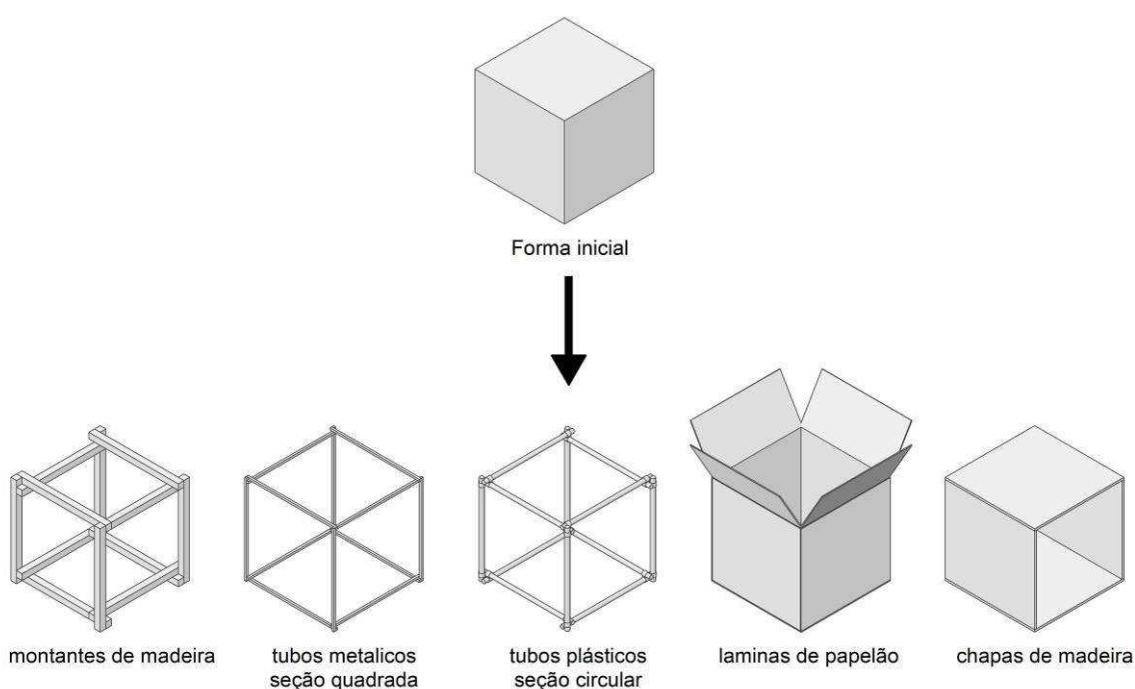 Forma inicial
montantes de madeira
tubos metalicos
seção quadrada
tubos plásticos
seção circular
laminas de papelão
chapas de madeira